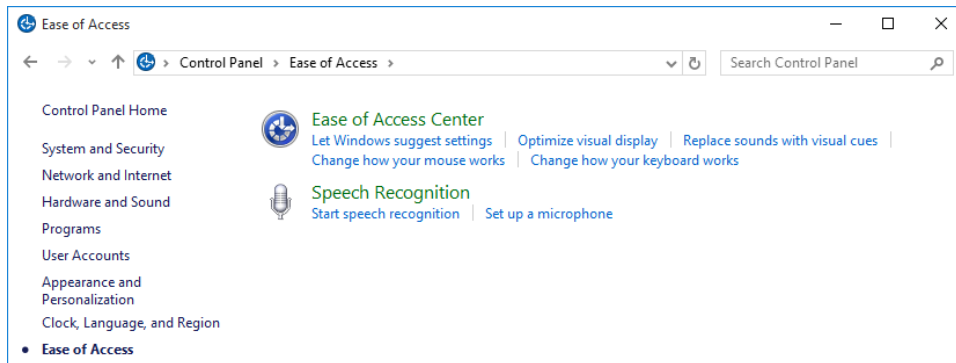 Ease of Access
Control Panel > Ease of Access >
Search Control Panel
Control Panel Home
System and Security
Network and Internet
Hardware and Sound
Programs
User Accounts
Appearance and
Personalization
Clock, Language, and Region
• Ease of Access
Ease of Access Center
Let Windows suggest settings | Optimize visual display | Replace sounds with visual cues |
Change how your mouse works | Change how your keyboard works
Speech Recognition
Start speech recognition | Set up a microphone